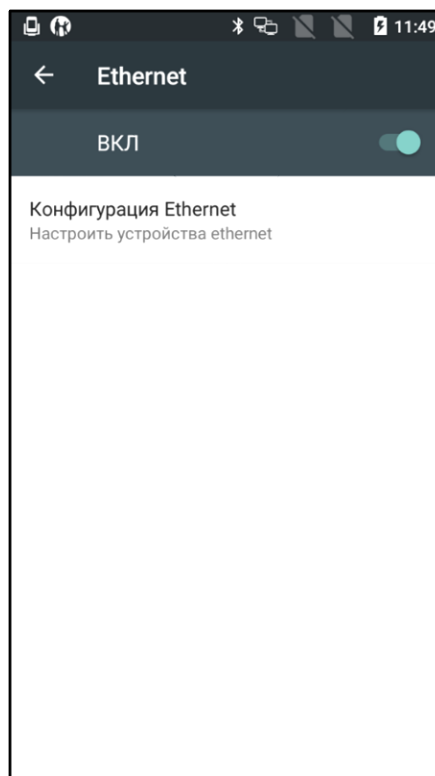 11:49
Ethernet
ВКЛ
Конфигурация Ethernet
Настроить устройства ethernet